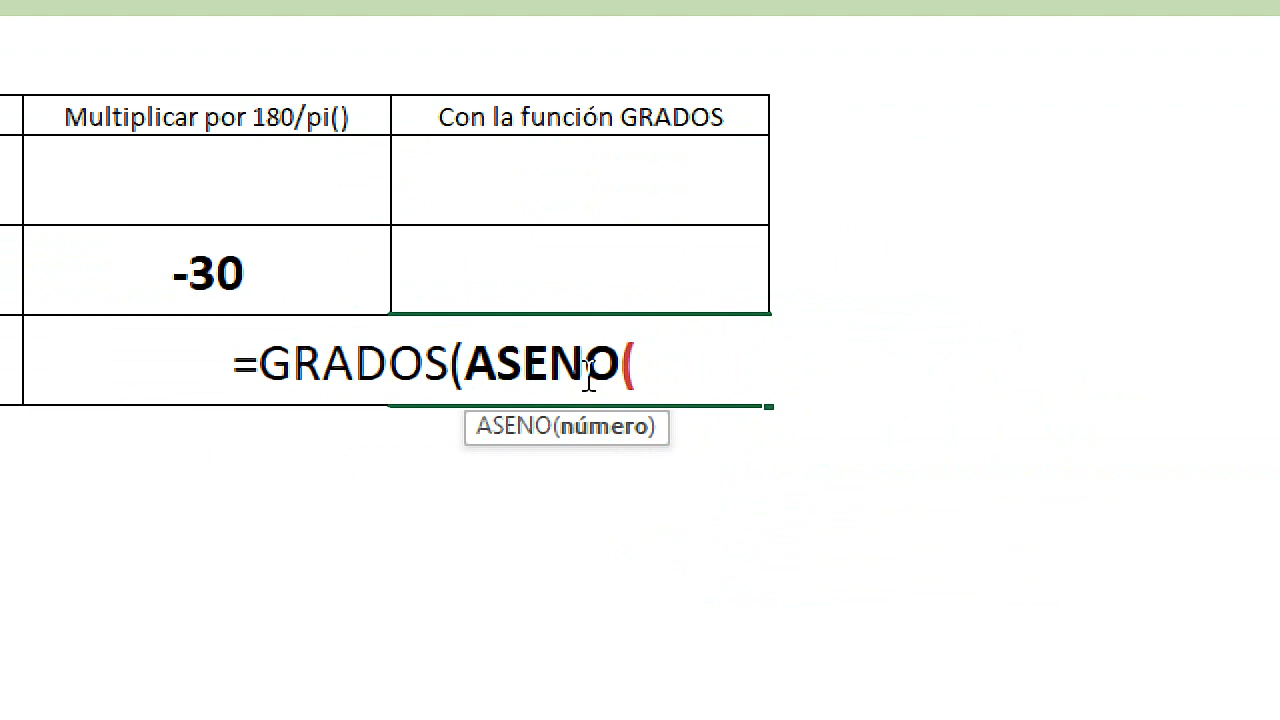 Multiplicar por 180/pi() Con la función GRADOS
-30
=GRADOS(ASENO(
ASENO(número)